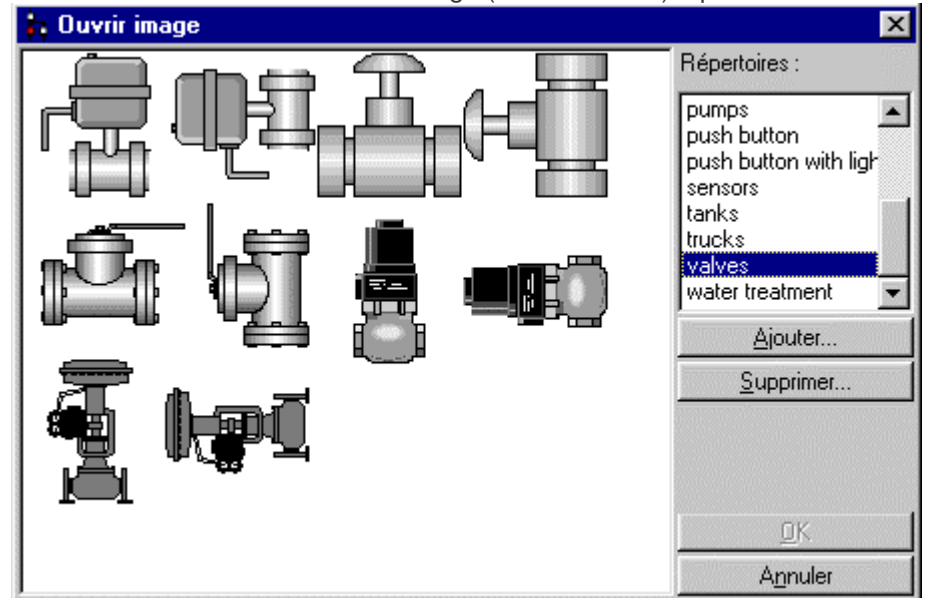 Ouvrir image
Répertoires :
pumps
push button
push button with ligh
sensors
tanks
trucks
valves
water treatment
Ajouter...
Supprimer...
OK
Annuler